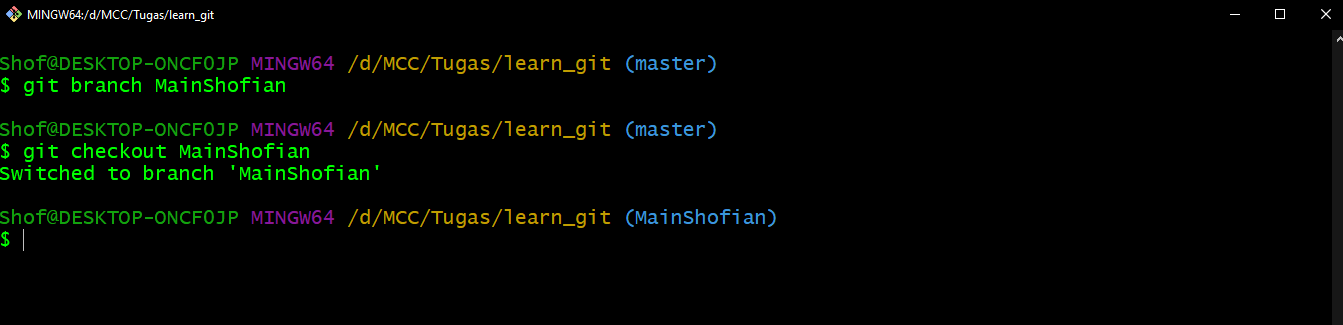 MINGW64:/d/MCC/Tugas/learn_git
Shof@DESKTOP-ONCF0JP MINGW64 /d/MCC/Tugas/learn_git (master)
$ git branch MainShofian
Shof@DESKTOP-ONCF0JP MINGW64 /d/MCC/Tugas/learn_git (master)
$ git checkout MainShofian
Switched to branch 'MainShofian'
Shof@DESKTOP-ONCF0JP MINGW64 /d/MCC/Tugas/learn_git (MainShofian)
$